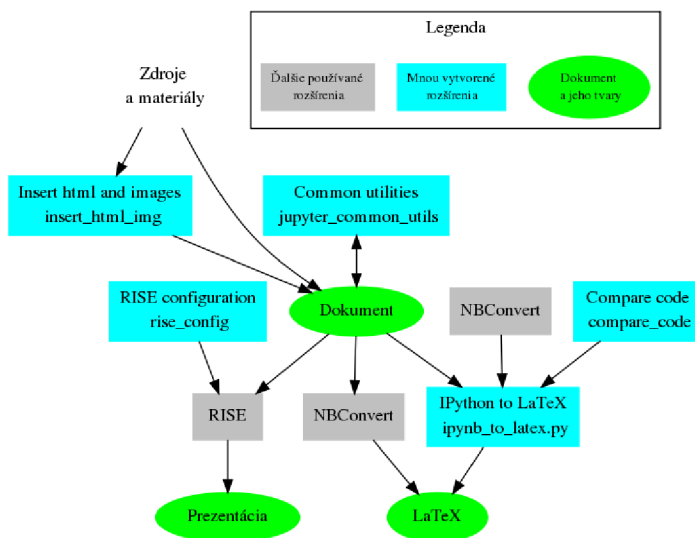 Legenda
Ďalšie používané
rozšírenia
Mnou vytvorené
rozšírenia
Dokument
a jeho tvary
Zdroje
a materiály
Insert html and images
insert_html_img
Common utilities
jupyter_common_utils
RISE configuration
rise_config
Dokument
NBConvert
Compare code
compare_code
RISE
NBConvert
IPython to LaTeX
ipynb_to_latex.py
Prezentácia
LaTeX